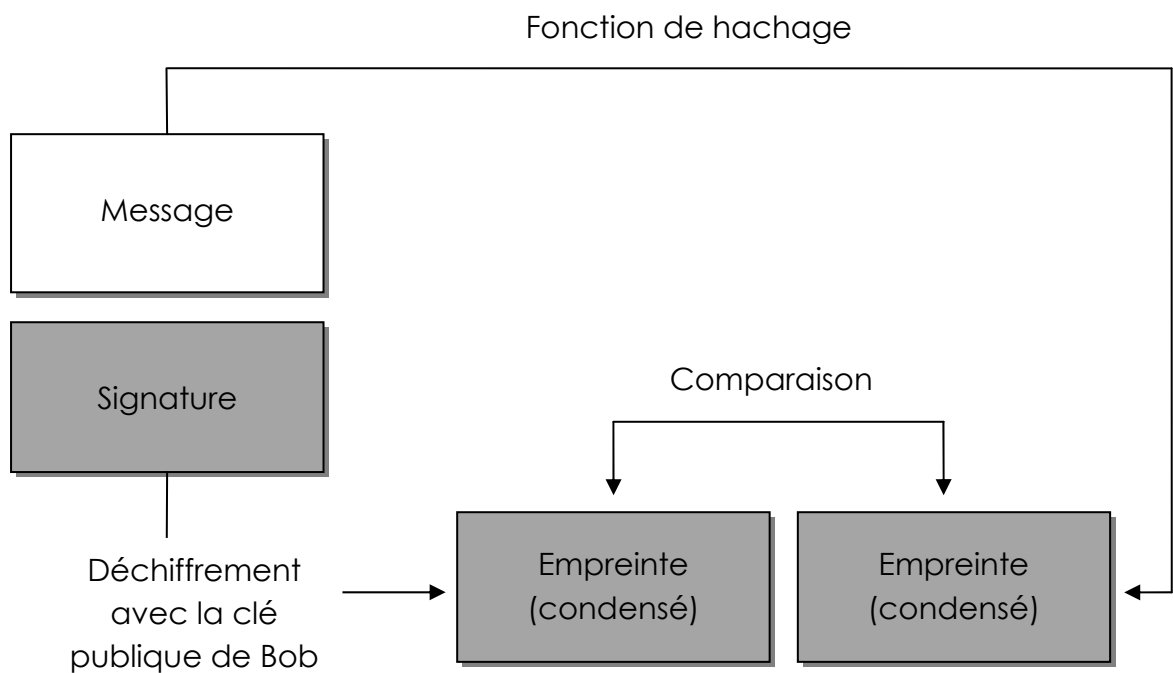 Fonction de hachage
Message
Signature
Comparaison
Déchiffrement
avec la clé
publique de Bob
Empreinte
(condensé)
Empreinte
(condensé)